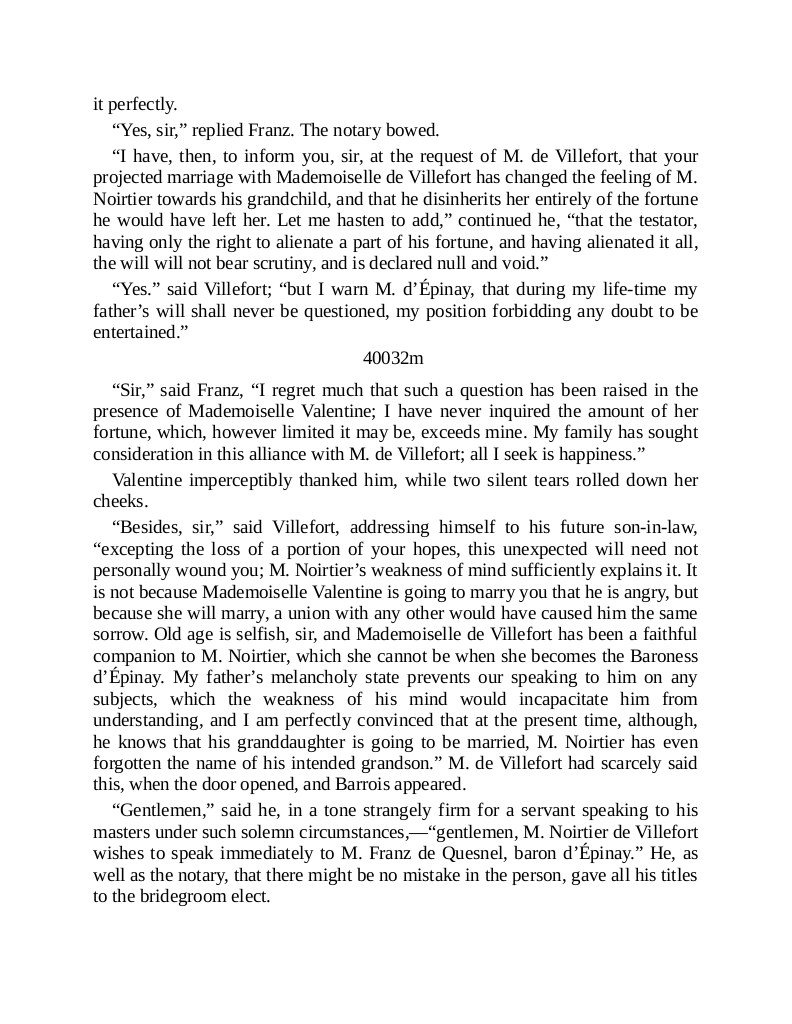 it perfectly.
“Yes, sir,” replied Franz. The notary bowed.
“I have, then, to inform you, sir, at the request of M. de Villefort, that your
projected marriage with Mademoiselle de Villefort has changed the feeling of M.
Noirtier towards his grandchild, and that he disinherits her entirely of the fortune
he would have left her. Let me hasten to add,” continued he, “that the testator,
having only the right to alienate a part of his fortune, and having alienated it all,
the will will not bear scrutiny, and is declared null and void.”
“Yes.” said Villefort; “but I warn M. d’Épinay, that during my life-time my
father’s will shall never be questioned, my position forbidding any doubt to be
entertained.”
40032m
“Sir,” said Franz, “I regret much that such a question has been raised in the
presence of Mademoiselle Valentine; I have never inquired the amount of her
fortune, which, however limited it may be, exceeds mine. My family has sought
consideration in this alliance with M. de Villefort; all I seek is happiness.”
Valentine imperceptibly thanked him, while two silent tears rolled down her
cheeks.
“Besides, sir,” said Villefort, addressing himself to his future son-in-law,
“excepting the loss of a portion of your hopes, this unexpected will need not
personally wound you; M. Noirtier’s weakness of mind sufficiently explains it. It
is not because Mademoiselle Valentine is going to marry you that he is angry, but
because she will marry, a union with any other would have caused him the same
sorrow. Old age is selfish, sir, and Mademoiselle de Villefort has been a faithful
companion to M. Noirtier, which she cannot be when she becomes the Baroness
d’Épinay. My father’s melancholy state prevents our speaking to him on any
subjects, which the weakness of his mind would incapacitate him from
understanding, and I am perfectly convinced that at the present time, although,
he knows that his granddaughter is going to be married, M. Noirtier has even
forgotten the name of his intended grandson.” M. de Villefort had scarcely said
this, when the door opened, and Barrois appeared.
“Gentlemen,” said he, in a tone strangely firm for a servant speaking to his
masters under such solemn circumstances,—“gentlemen, M. Noirtier de Villefort
wishes to speak immediately to M. Franz de Quesnel, baron d’Épinay.” He, as
well as the notary, that there might be no mistake in the person, gave all his titles
to the bridegroom elect.